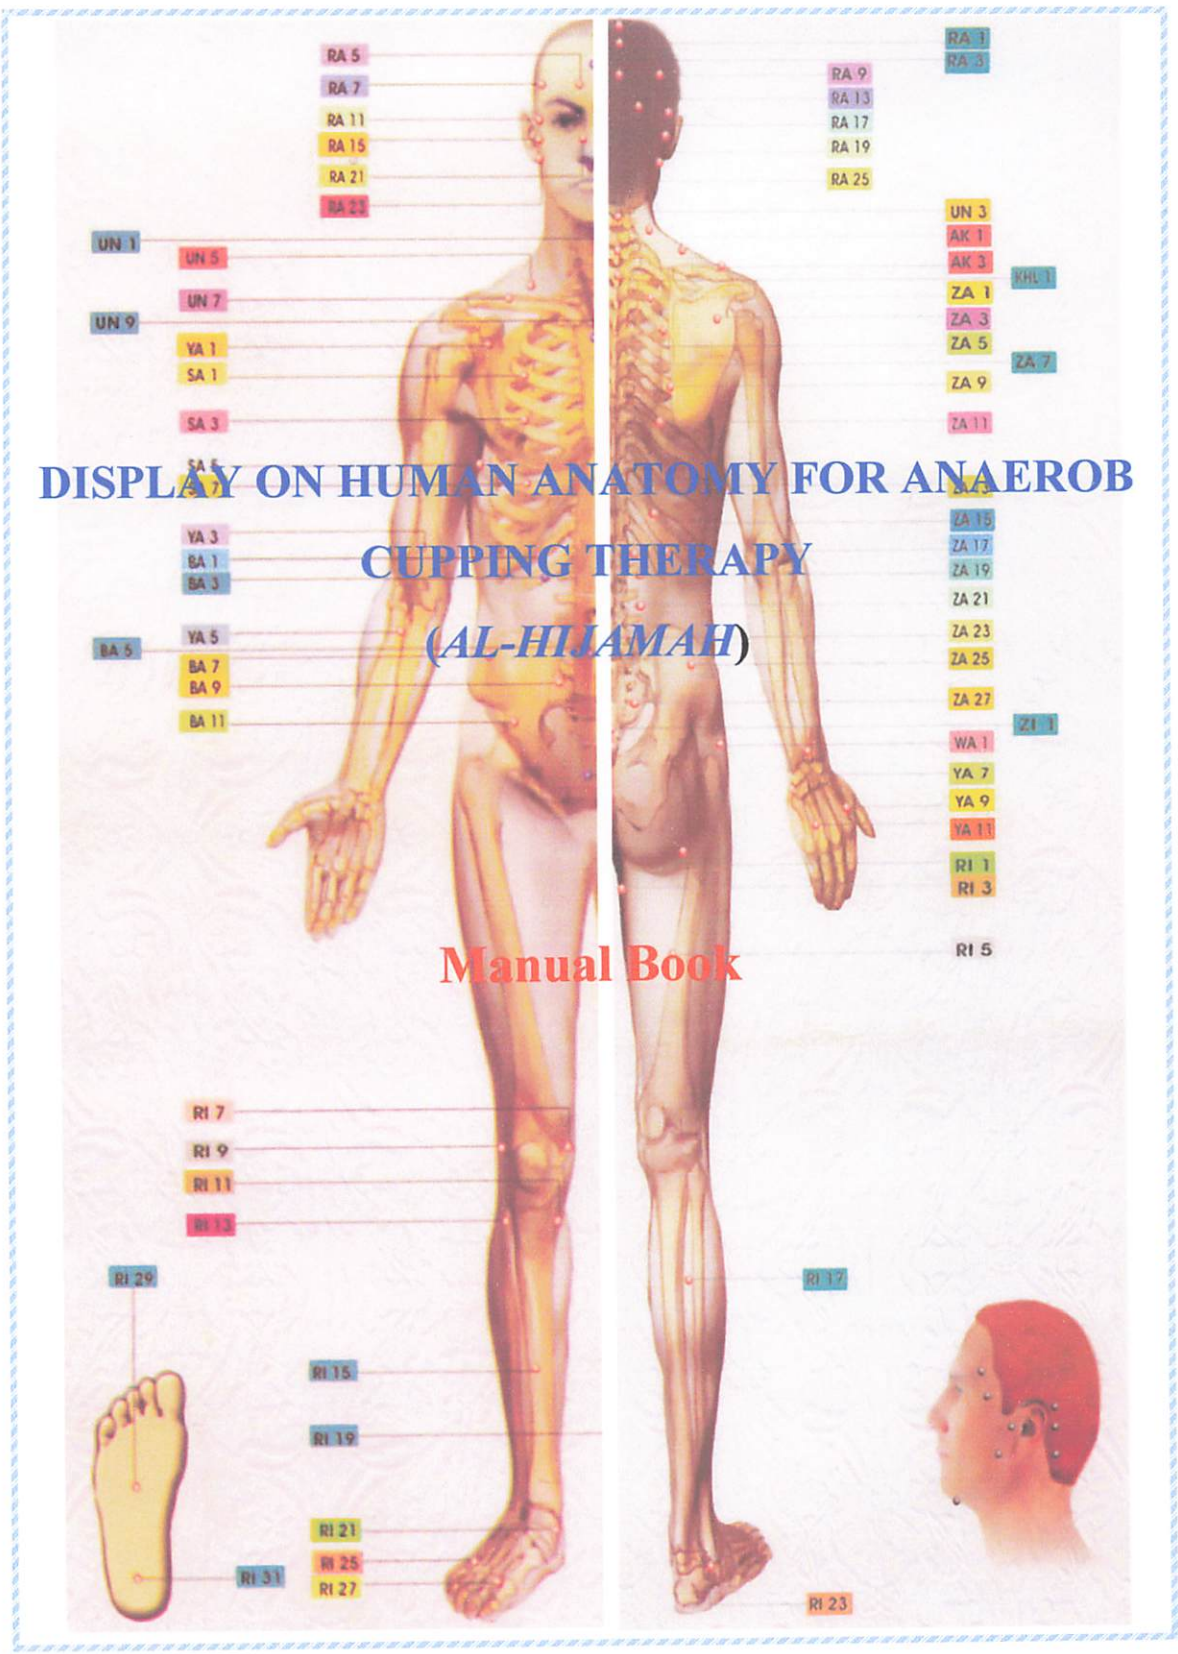 RA 5
RA 7
RA 11
RA 15
RA 21
RA 23
UN 1
UN 5
UN 7
UN 9
YA 1
SA 1
SA 3
SA 5
RA 1
RA 3
RA 9
RA 13
RA 17
RA 19
RA 25
UN 3
AK 1
AK 3
KHL 1
ZA 1
ZA 3
ZA 5
ZA 7
ZA 9
ZA 11
DISPLAY ON HUMAN ANATOMY FOR ANAEROB
CUPPING THERAPY
(AL-HIJAMAH)
YA 3
BA 1
BA 3
YA 5
BA 5
BA 7
BA 9
BA 11
ZA 15
ZA 17
ZA 19
ZA 21
ZA 23
ZA 25
ZA 27
ZI 1
WA 1
YA 7
YA 9
YA 11
RI 1
RI 3
RI 5
Manual Book
RI 7
RI 9
RI 11
RI 13
RI 29
RI 15
RI 19
RI 31
RI 21
RI 25
RI 27
RI 17
RI 23